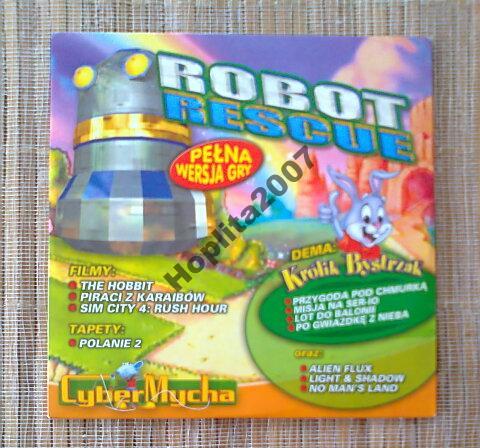 ROBOT
RESCUE
PEŁNA
WERSJA GRY
Hoplita2007
FILMY:
THE HOBBIT
PIRACI Z KARAIBÓW
SIM CITY 4: RUSH HOUR
TAPETY:
POLANIE 2
DEMA:
Królik Bystrzak
PRZYGODA POD CHMURKĄ
MISJA NA SER-IO
LOT DO BALONII
PO GWIAZDKĘ Z NIEBA
oraz:
ALIEN FLUX
LIGHT & SHADOW
NO MAN'S LAND
CyberMycha